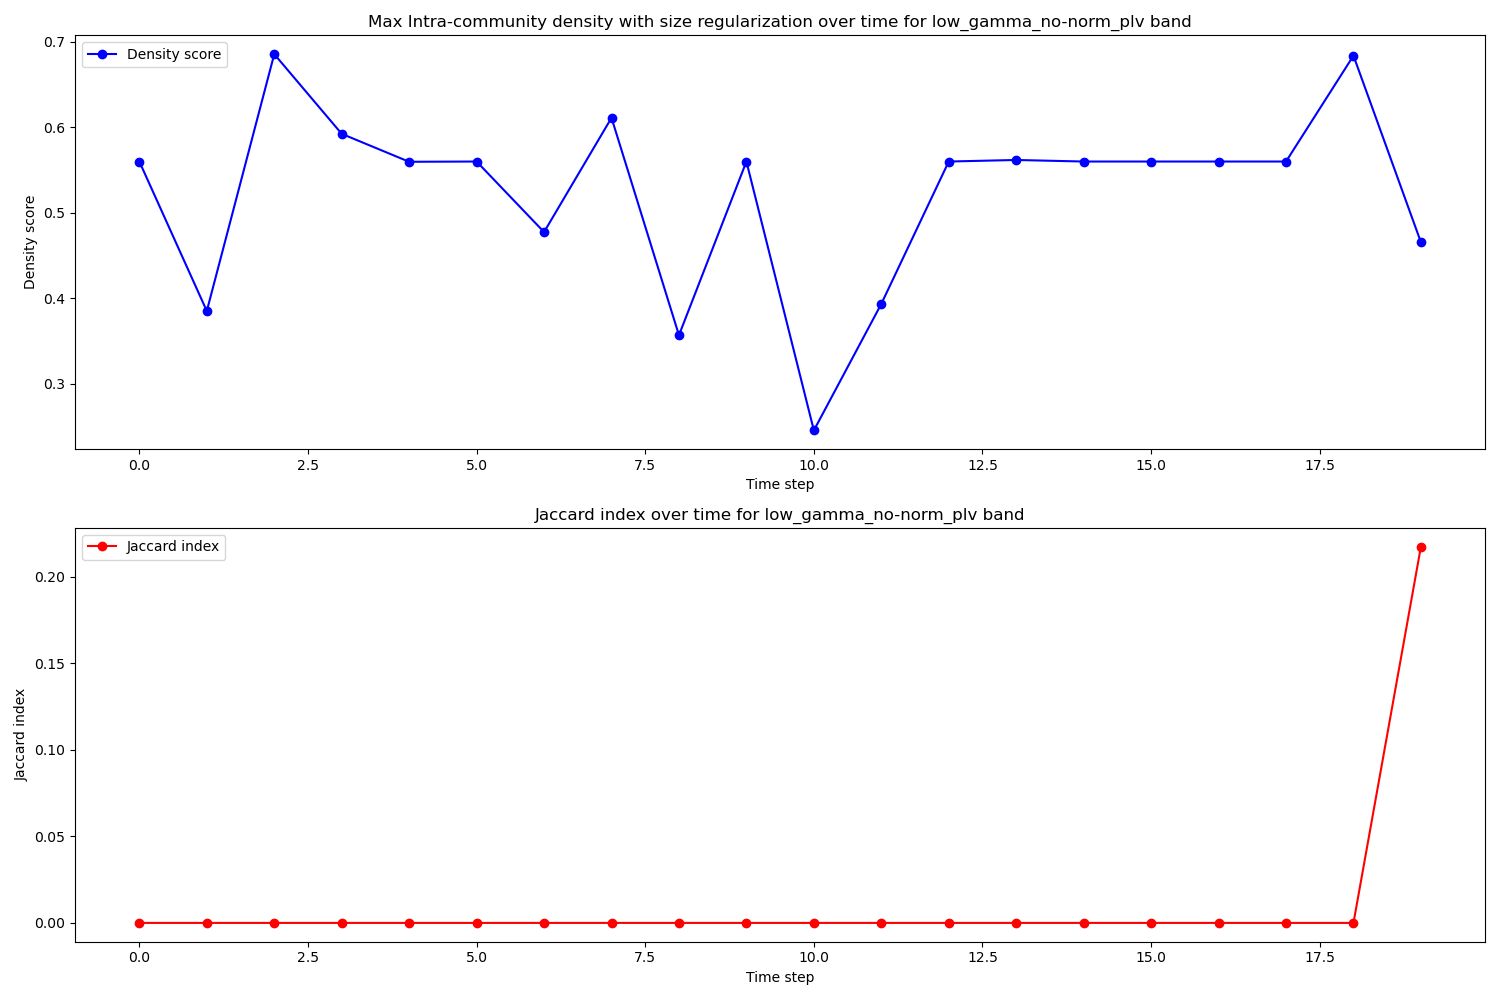 Max Intra-community density with size regularization over time for low_gamma_no-norm_plv band
Density score
Density score
0.7
0.6
0.5
0.4
0.3
0.0 2.5 5.0 7.5 10.0 12.5 15.0 17.5
Time step
Jaccard index over time for low_gamma_no-norm_plv band
Jaccard index
Jaccard index
0.20
0.15
0.10
0.05
0.00
0.0 2.5 5.0 7.5 10.0 12.5 15.0 17.5
Time step